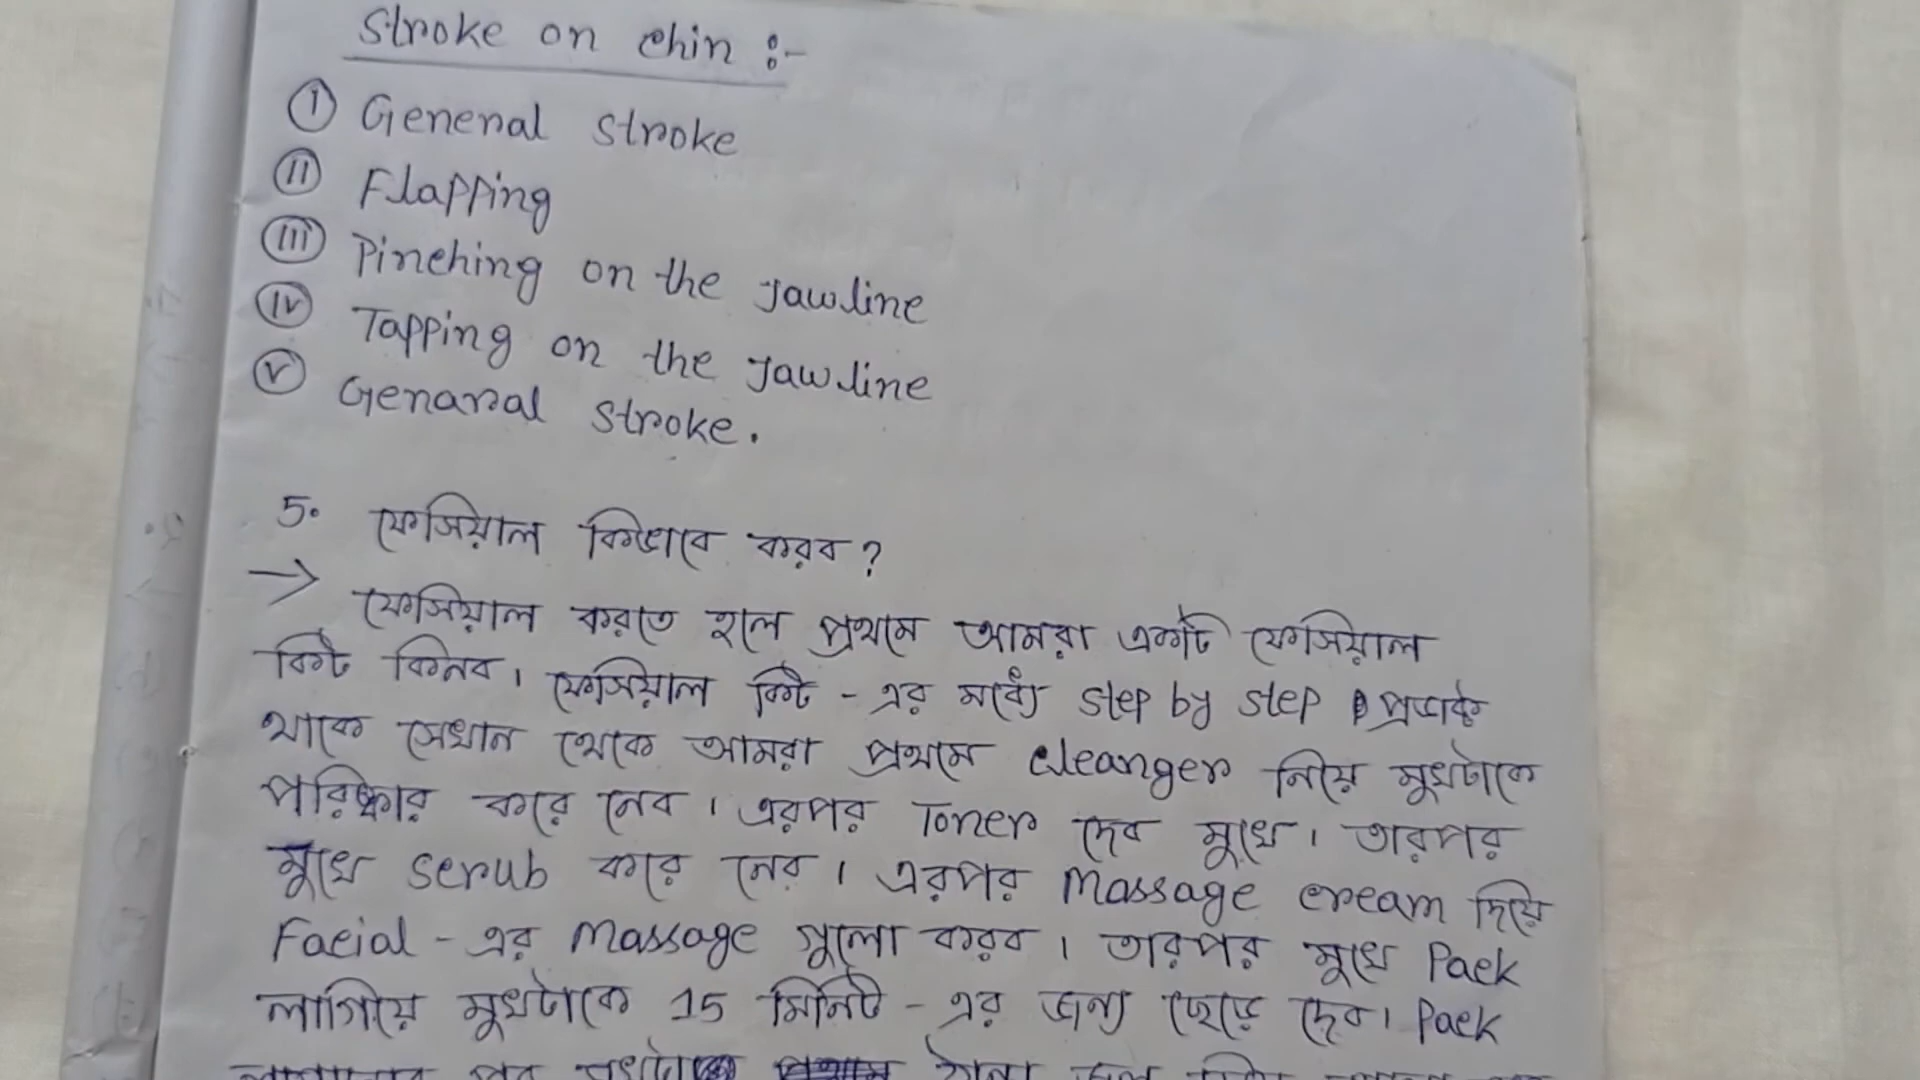 Stroke on chin :-
(I) General stroke
(II) Flapping
(III) Pinching on the Jawline
(IV) Tapping on the Jawline
(V) Genaral stroke.
5. ফেসিয়াল কিভাবে করব?
→ ফেসিয়াল করতে হলে প্রথমে আমরা একটি ফেসিয়াল
কিট কিনব। ফেসিয়াল কিট - এর মধ্যে step by step
থাকে সেখান থেকে আমরা প্রথমে cleanger নিয়ে মুখটাকে
পরিষ্কার করে নেব। এরপর Toner দেব মুখে। তারপর
মুখে scrub করে নেব। এরপর Massage cream দিয়ে
Facial - এর Massage গুলো করব। তারপর মুখে Pack
লাগিয়ে মুখটাকে 15 মিনিট - এর জন্য ছেড়ে দেব। Pack